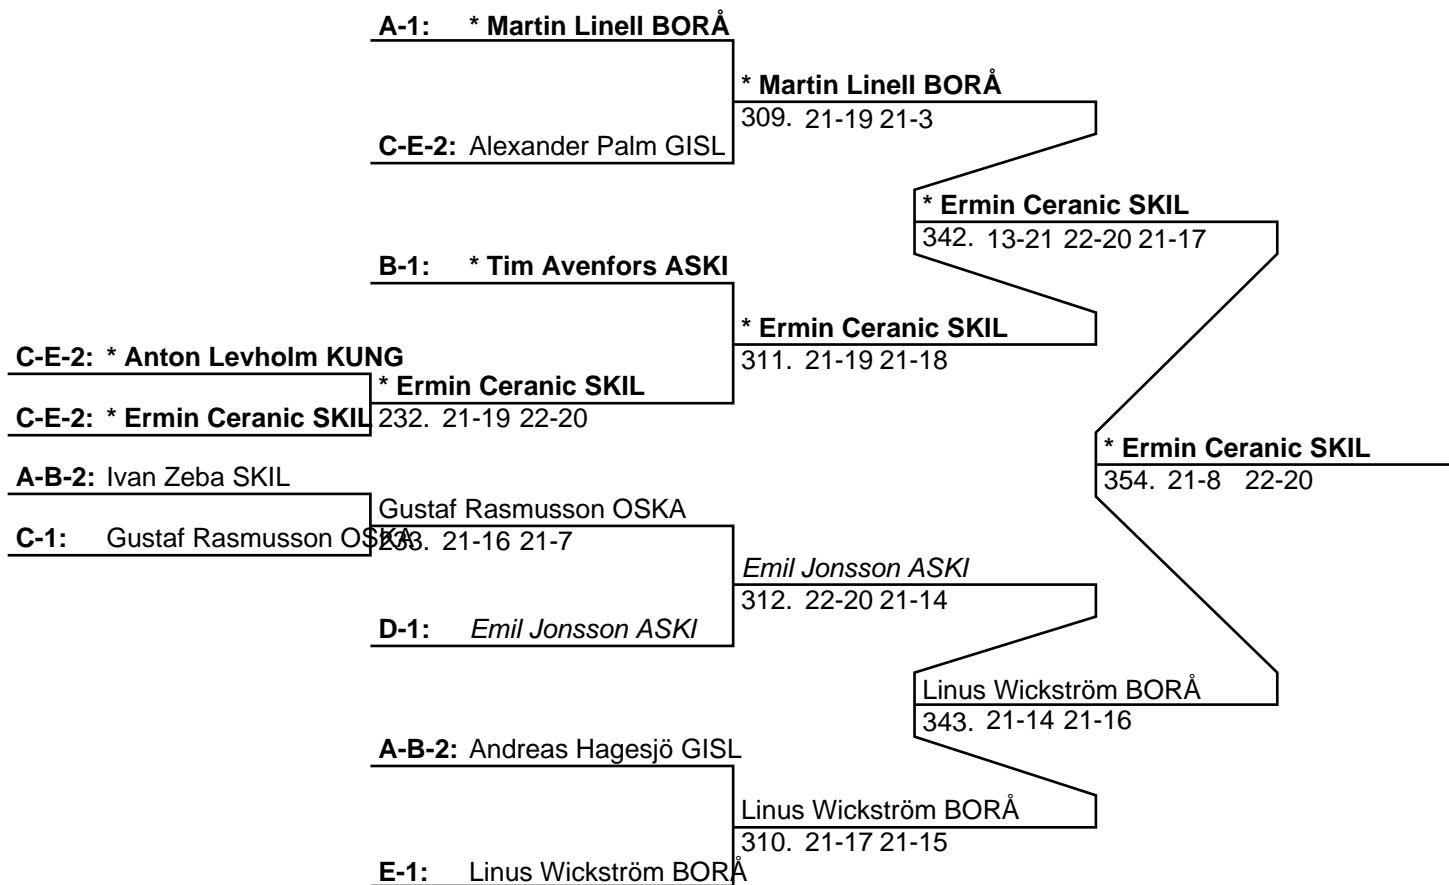 A-1: * Martin Linell BORÅ
* Martin Linell BORÅ
309. 21-19 21-3
C-E-2: Alexander Palm GISL
* Ermin Ceranic SKIL
342. 13-21 22-20 21-17
B-1: * Tim Avenfors ASKI
* Ermin Ceranic SKIL
311. 21-19 21-18
C-E-2: * Anton Levholm KUNG
* Ermin Ceranic SKIL
C-E-2: * Ermin Ceranic SKIL
232. 21-19 22-20
* Ermin Ceranic SKIL
354. 21-8 22-20
A-B-2: Ivan Zeba SKIL
Gustaf Rasmusson OSKA
C-1: Gustaf Rasmusson OSKA
233. 21-16 21-7
Emil Jonsson ASKI
312. 22-20 21-14
D-1: Emil Jonsson ASKI
Linus Wickström BORÅ
343. 21-14 21-16
A-B-2: Andreas Hagesjö GISL
Linus Wickström BORÅ
310. 21-17 21-15
E-1: Linus Wickström BORÅ